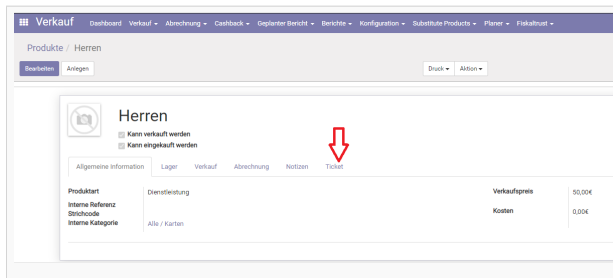 Verkauf Dashboard Verkauf Abrechnung Cashback Geplanter Bericht Berichte Konfiguration Substitute Products Planer Fiskaltrust
Produkte / Herren
Bearbeiten Anlegen Druck Aktion
Herren
Kann verkauft werden
Kann eingekauft werden
Allgemeine Information Lager Verkauf Abrechnung Notizen Ticket
Produktart Dienstleistung Verkaufspreis 50,00€
Interne Referenz
Strichcode Kosten 0,00€
Interne Kategorie Alle / Karten